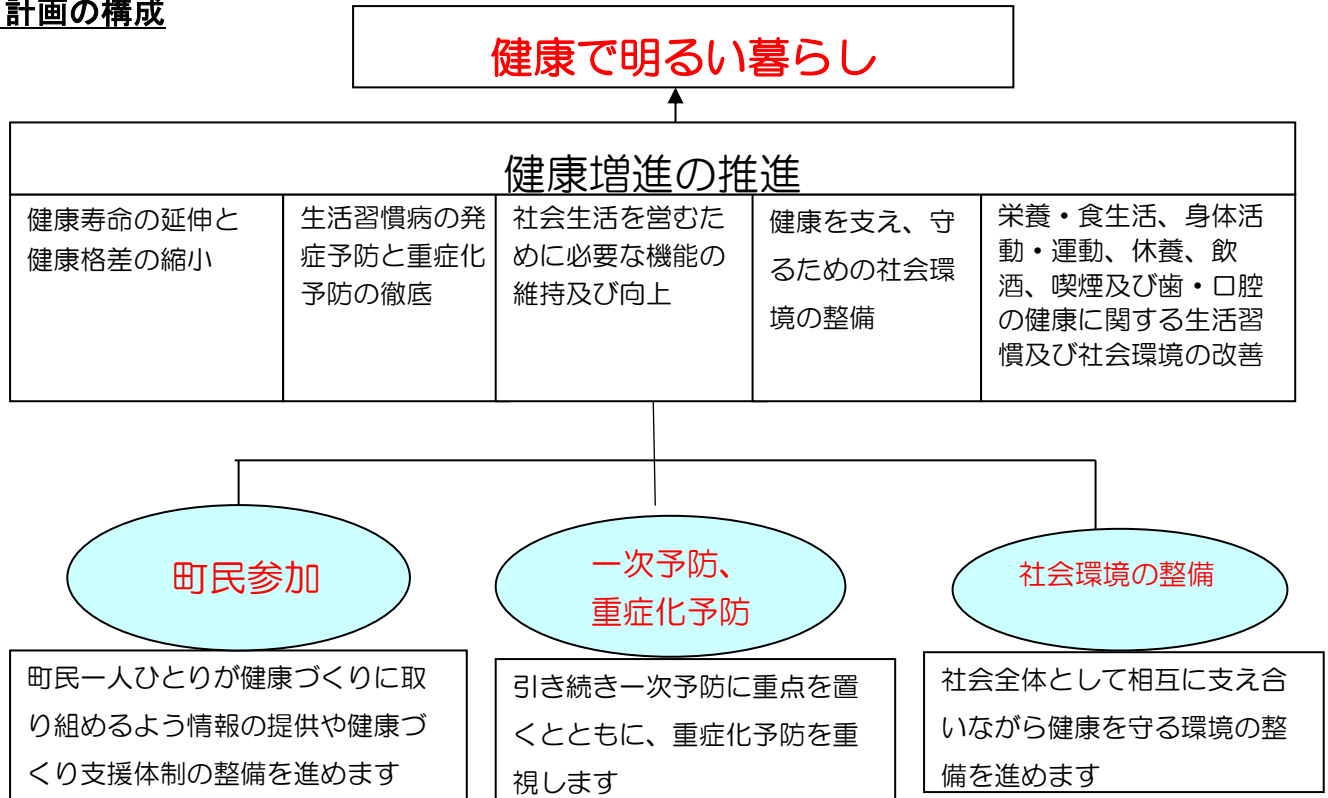 計画の構成
健康で明るい暮らし
健康増進の推進
健康寿命の延伸と
健康格差の縮小
生活習慣病の発
症予防と重症化
予防の徹底
社会生活を営むた
めに必要な機能の
維持及び向上
健康を支え、守
るための社会環
境の整備
栄養・食生活、身体活
動・運動、休養、飲
酒、喫煙及び歯・口腔
の健康に関する生活習
慣及び社会環境の改善
町民参加
一次予防、
重症化予防
社会環境の整備
町民一人ひとりが健康づくりに取
り組めるよう情報の提供や健康づ
くり支援体制の整備を進めます
引き続き一次予防に重点を置
くとともに、重症化予防を重
視します
社会全体として相互に支え合
いながら健康を守る環境の整
備を進めます